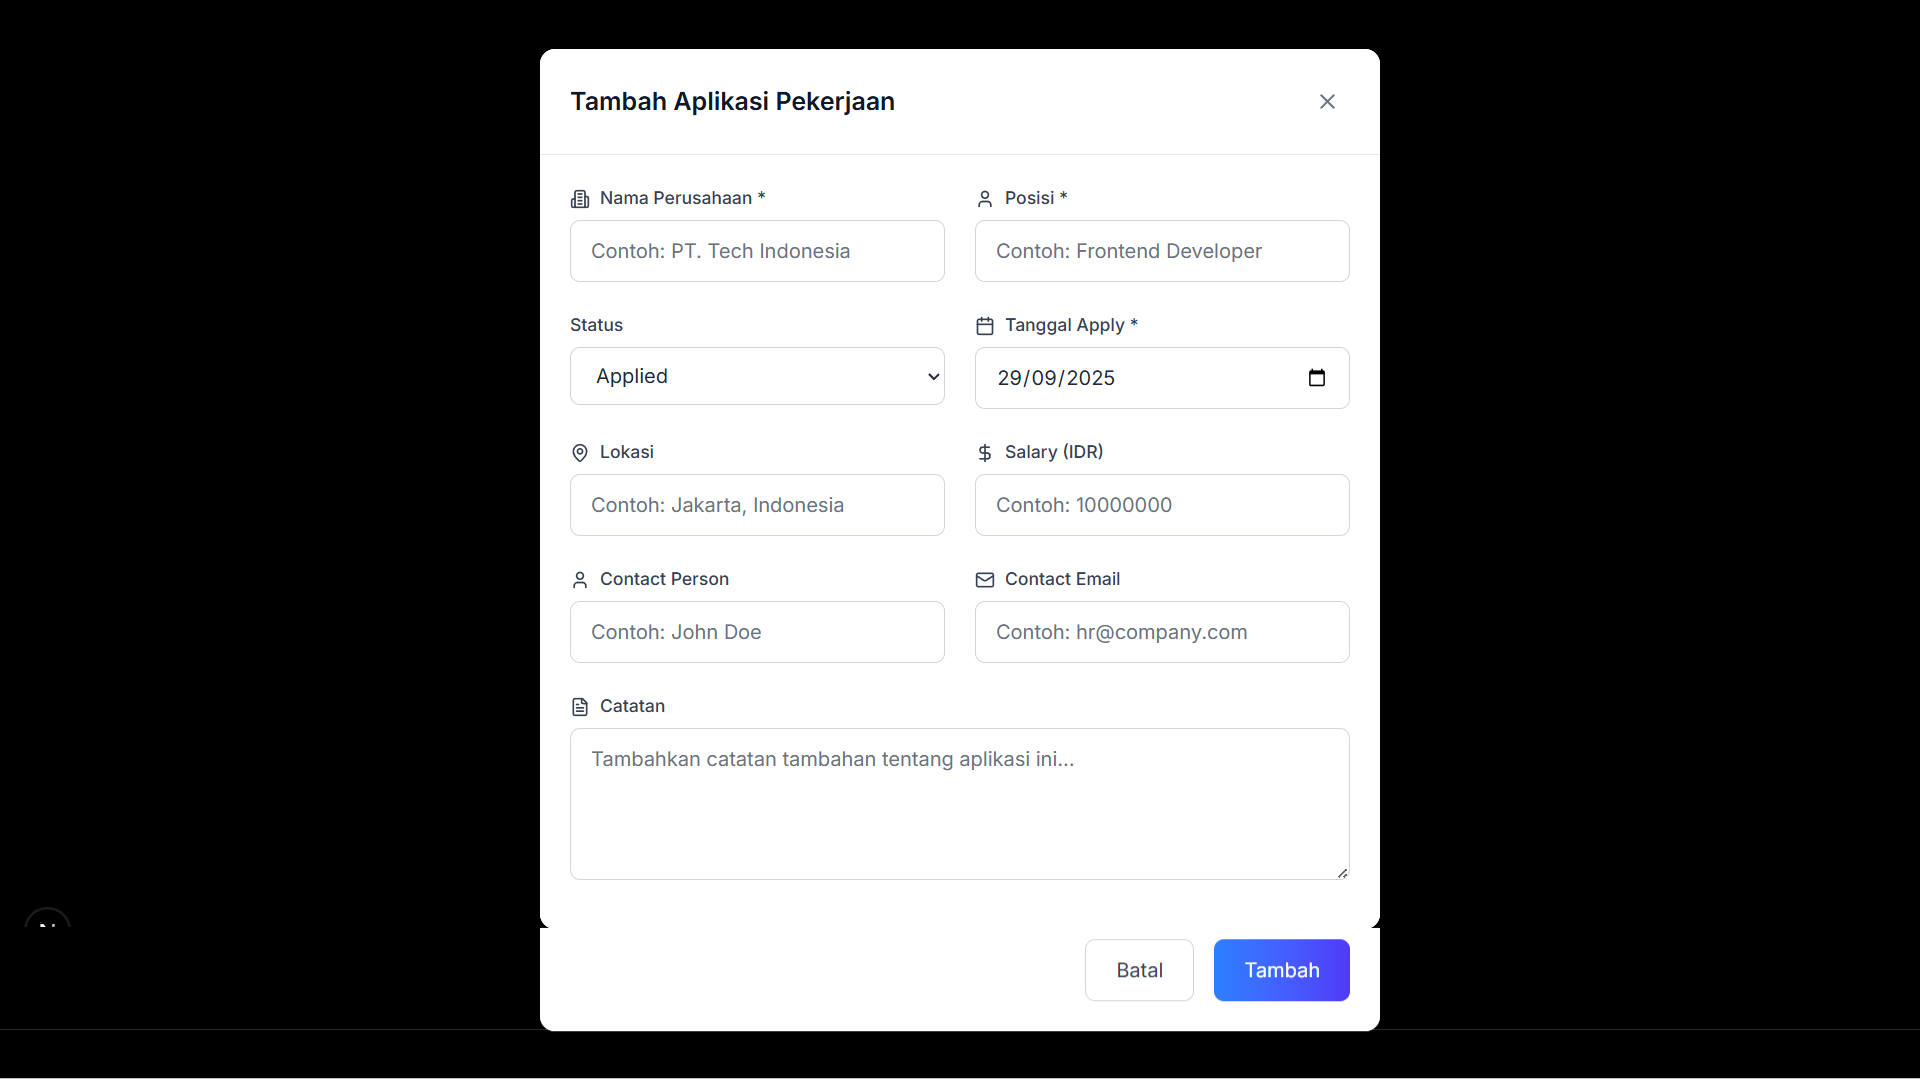 Tambah Aplikasi Pekerjaan
Nama Perusahaan *
Posisi *
Contoh: PT. Tech Indonesia
Contoh: Frontend Developer
Status
Tanggal Apply *
Applied
29/09/2025
Lokasi
Salary (IDR)
Contoh: Jakarta, Indonesia
Contoh: 10000000
Contact Person
Contact Email
Contoh: John Doe
Contoh: hr@company.com
Catatan
Tambahkan catatan tambahan tentang aplikasi ini...
Batal
Tambah